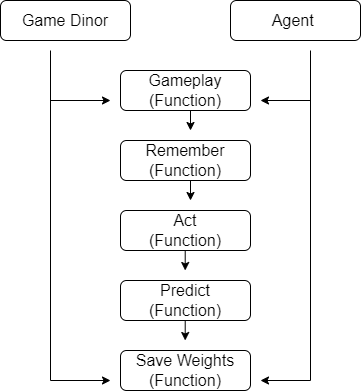 Game Dinor
Agent
Gameplay
(Function)
Remember
(Function)
Act
(Function)
Predict
(Function)
Save Weights
(Function)